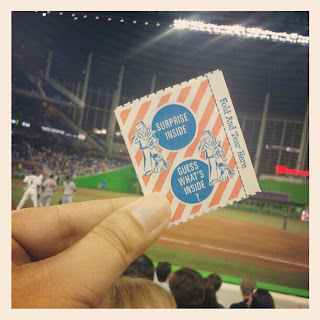 SURPRISE
INSIDE
GUESS
WHAT'S
INSIDE
?
Fold And Tear Here